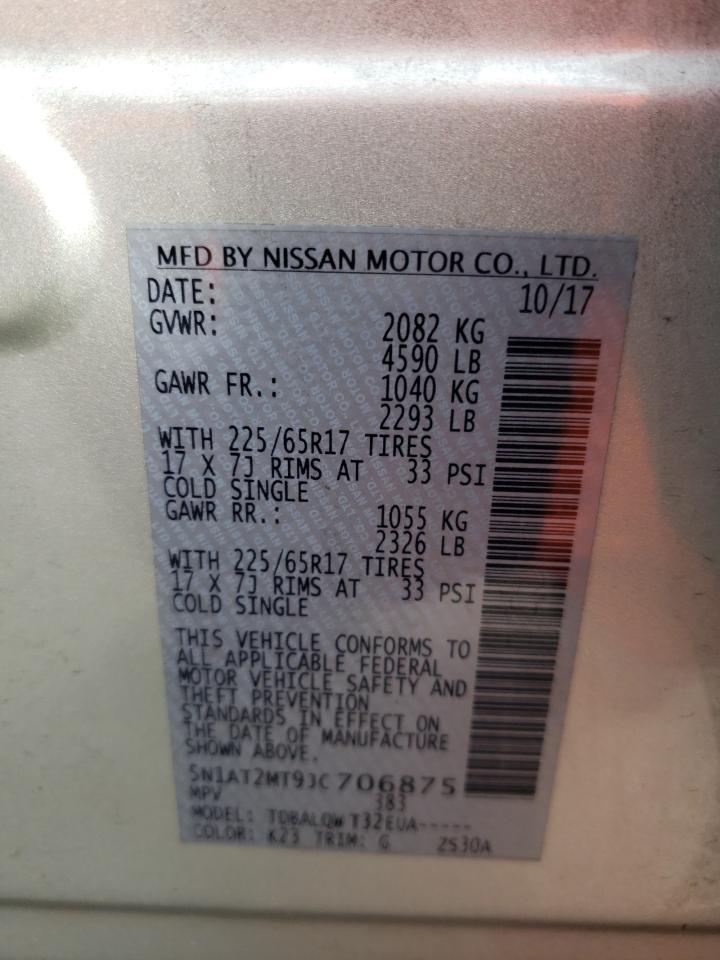 MFD BY NISSAN MOTOR CO., LTD.
DATE: 10/17
GVWR: 2082 KG
4590 LB
GAWR FR.: 1040 KG
2293 LB
WITH 225/65R17 TIRES
17 X 7J RIMS AT 33 PSI
COLD SINGLE
GAWR RR.: 1055 KG
2326 LB
WITH 225/65R17 TIRES
17 X 7J RIMS AT 33 PSI
COLD SINGLE
THIS VEHICLE CONFORMS TO
ALL APPLICABLE FEDERAL
MOTOR VEHICLE SAFETY AND
THEFT PREVENTION
STANDARDS IN EFFECT ON
THE DATE OF MANUFACTURE
SHOWN ABOVE.
5N1AT2MT9JC706875
MPV 383
MODEL: TDBALQW T32EUA-----
COLOR: K23 TRIM: G 2S30A